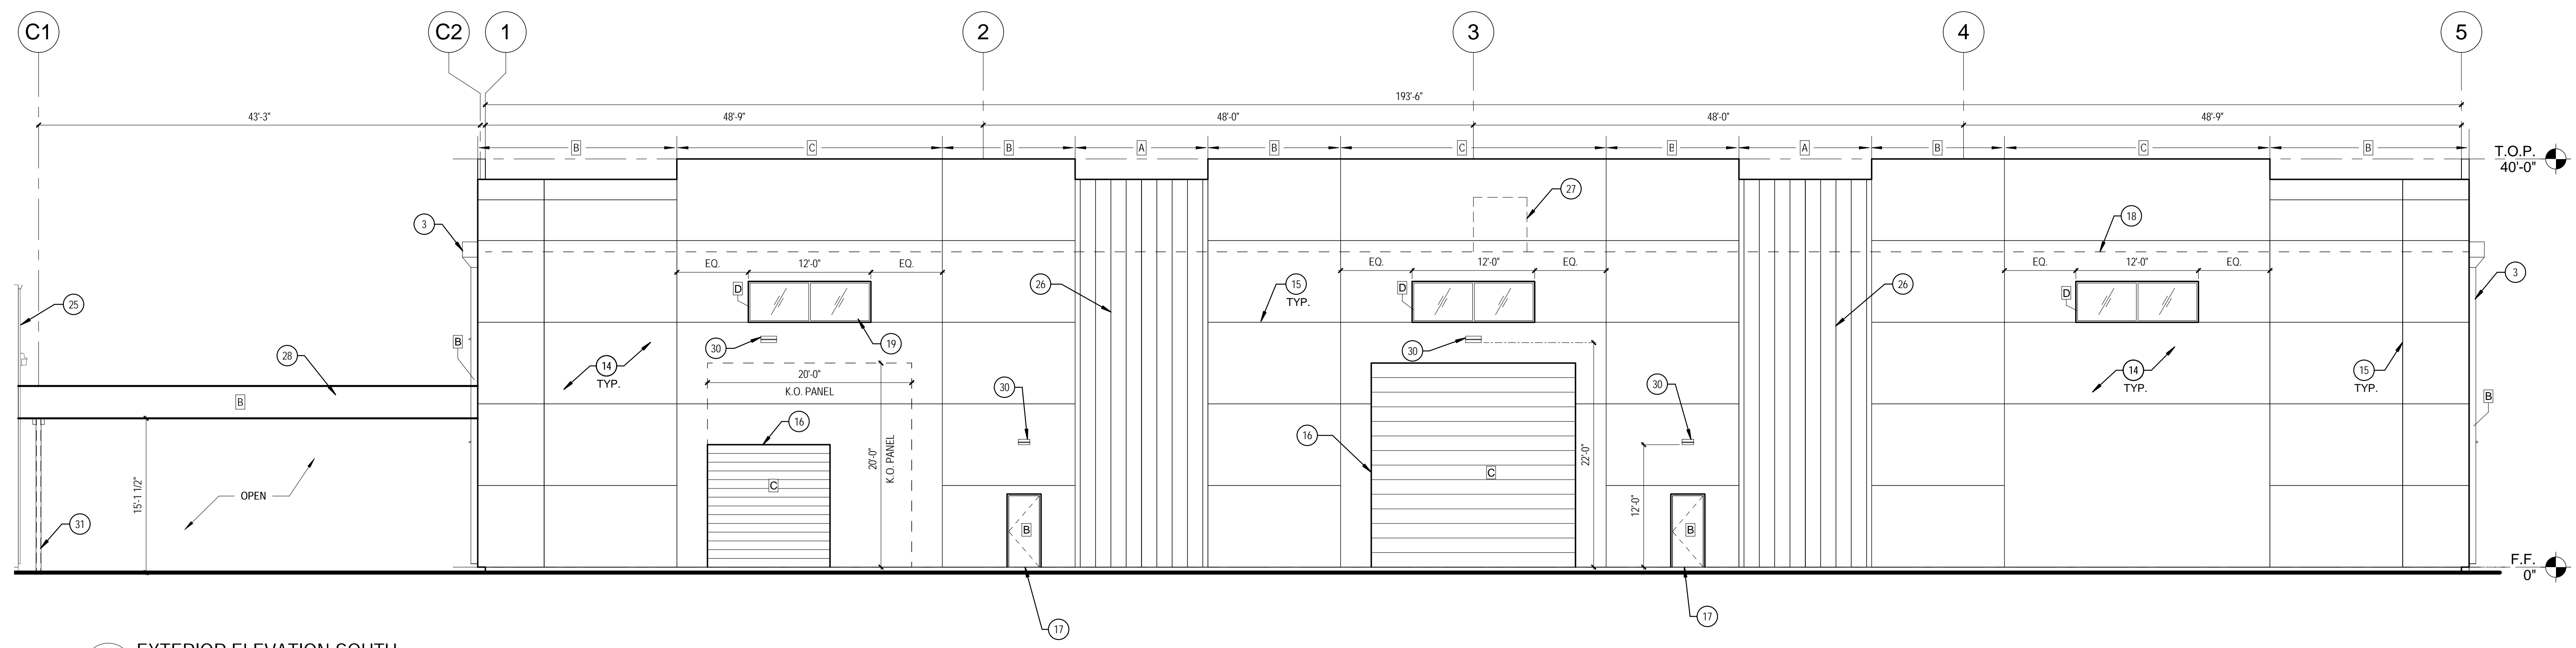 C1
C2
1
2
3
4
5
193'-6"
43'-3"
48'-9"
48'-0"
48'-0"
48'-9"
B
C
B
A
B
C
B
A
B
C
B
T.O.P.
40'-0"
27
18
3
EQ.
12'-0"
EQ.
EQ.
12'-0"
EQ.
EQ.
12'-0"
EQ.
3
26
15
TYP.
26
D
D
D
25
19
30
30
B
28
14
TYP.
20'-0"
K.O. PANEL
30
30
14
TYP.
15
TYP.
B
B
16
16
20'-0"
K.O. PANEL
22'-0"
C
C
15'-1 1/2"
OPEN
12'-0"
31
B
B
F.F.
0"
17
17
EXTERIOR ELEVATION SOUTH